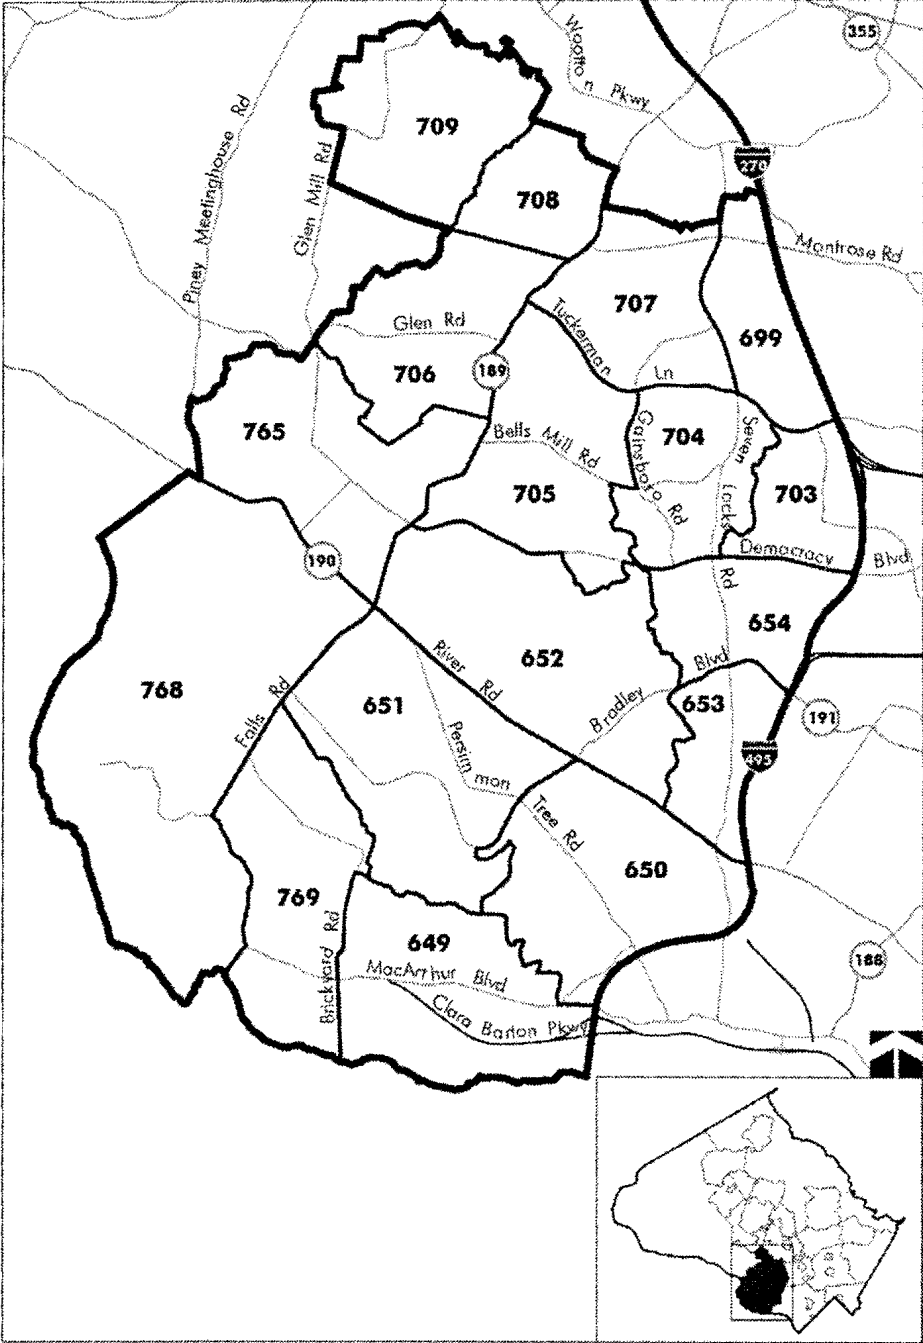 355
Wootton Pkwy
709
270
Piney Meetinghouse Rd
Glen Mill Rd
708
Montrose Rd
707
Tuckerman Ln
699
Glen Rd
706
189
765
Bells Mill Rd
Gainsboro Rd
704
Seven Locks Rd
705
703
Democracy Blvd
190
654
652
River Rd
768
651
Falls Rd
Bradley Blvd
653
191
Persimmon Tree Rd
495
650
769
Brickyard Rd
649
MacArthur Blvd
188
Clara Barton Pkwy